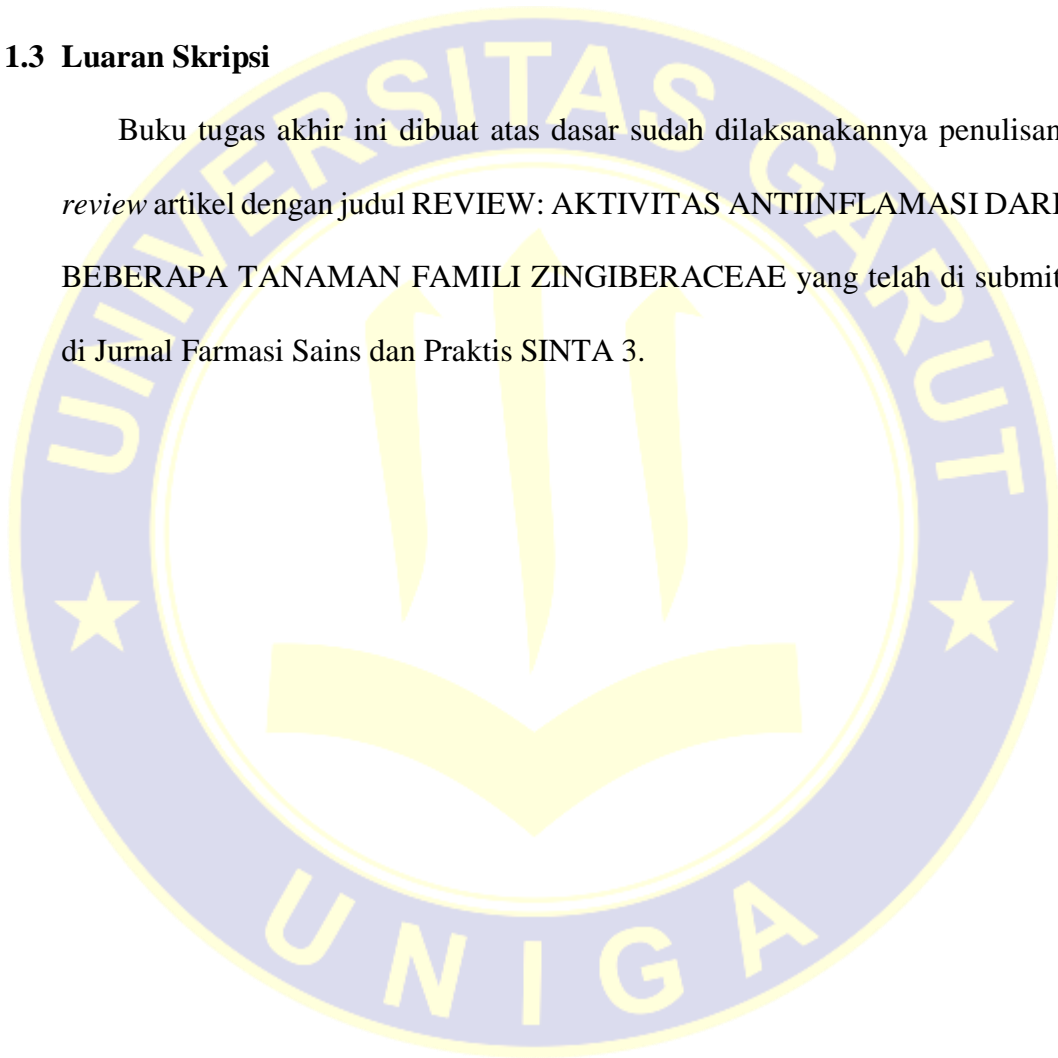 1.3 Luaran Skripsi
Buku tugas akhir ini dibuat atas dasar sudah dilaksanakannya penulisan
review artikel dengan judul REVIEW: AKTIVITAS ANTIINFLAMASI DARI
BEBERAPA TANAMAN FAMILI ZINGIBERACEAE yang telah di submit
di Jurnal Farmasi Sains dan Praktis SINTA 3.
UNIVERSITAS GARUT
UNIGA